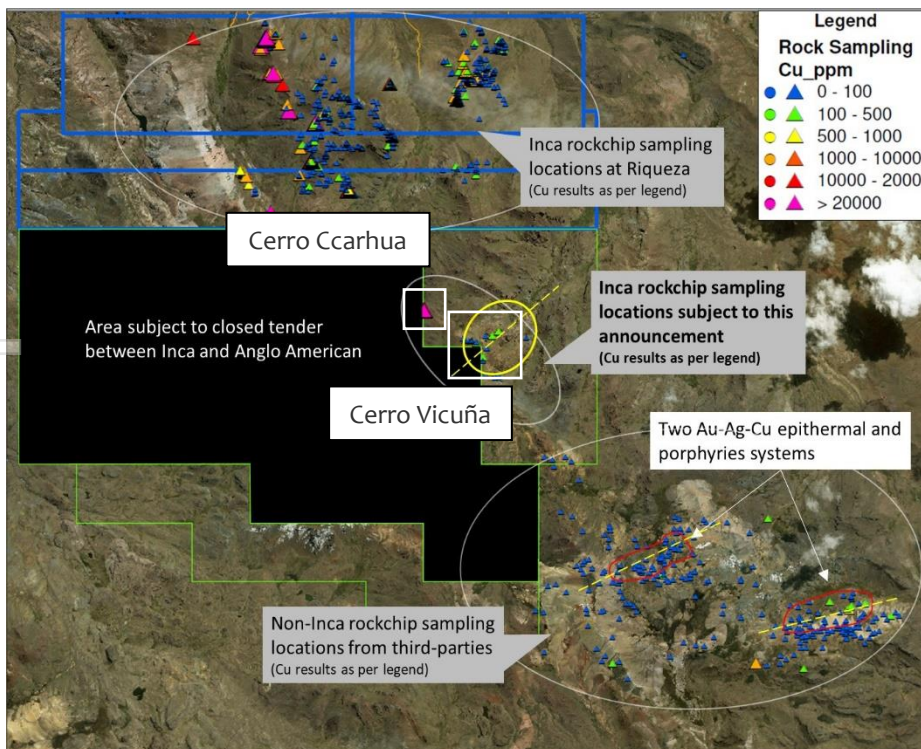 Legend
Rock Sampling
Cu_ppm
0 - 100
100 - 500
500 - 1000
1000 - 10000
10000 - 2000
> 20000
Inca rockchip sampling
locations at Riqueza
(Cu results as per legend)
Cerro Ccarhua
Area subject to closed tender
between Inca and Anglo American
Inca rockchip sampling
locations subject to this
announcement
(Cu results as per legend)
Cerro Vicuña
Two Au-Ag-Cu epithermal and
porphyries systems
Non-Inca rockchip sampling
locations from third-parties
(Cu results as per legend)